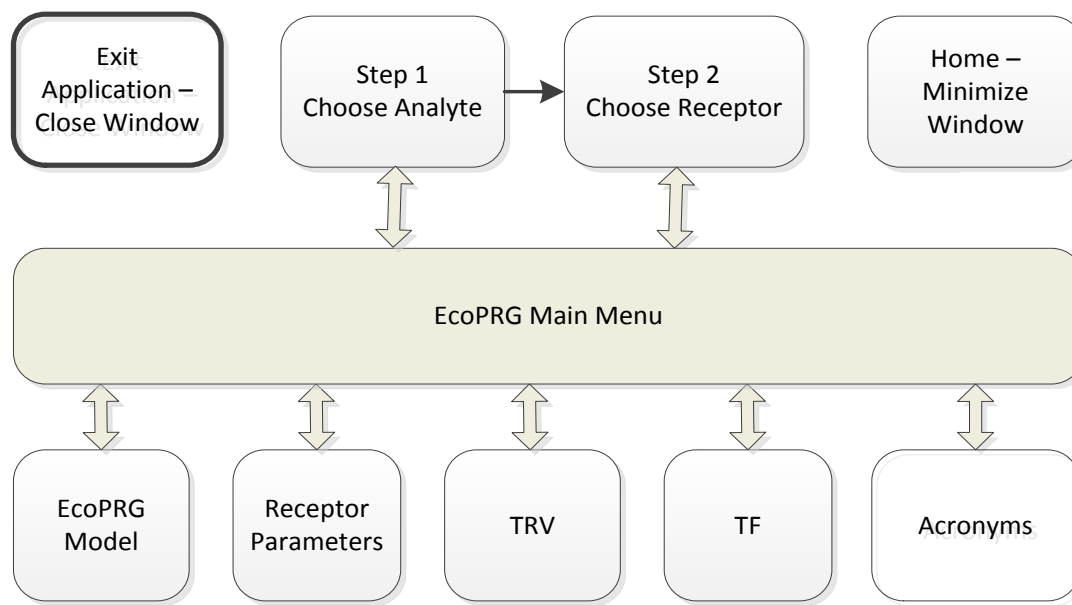 Exit
Application –
Close Window
Step 1
Choose Analyte
Step 2
Choose Receptor
Home –
Minimize
Window
EcoPRG Main Menu
EcoPRG
Model
Receptor
Parameters
TRV
TF
Acronyms